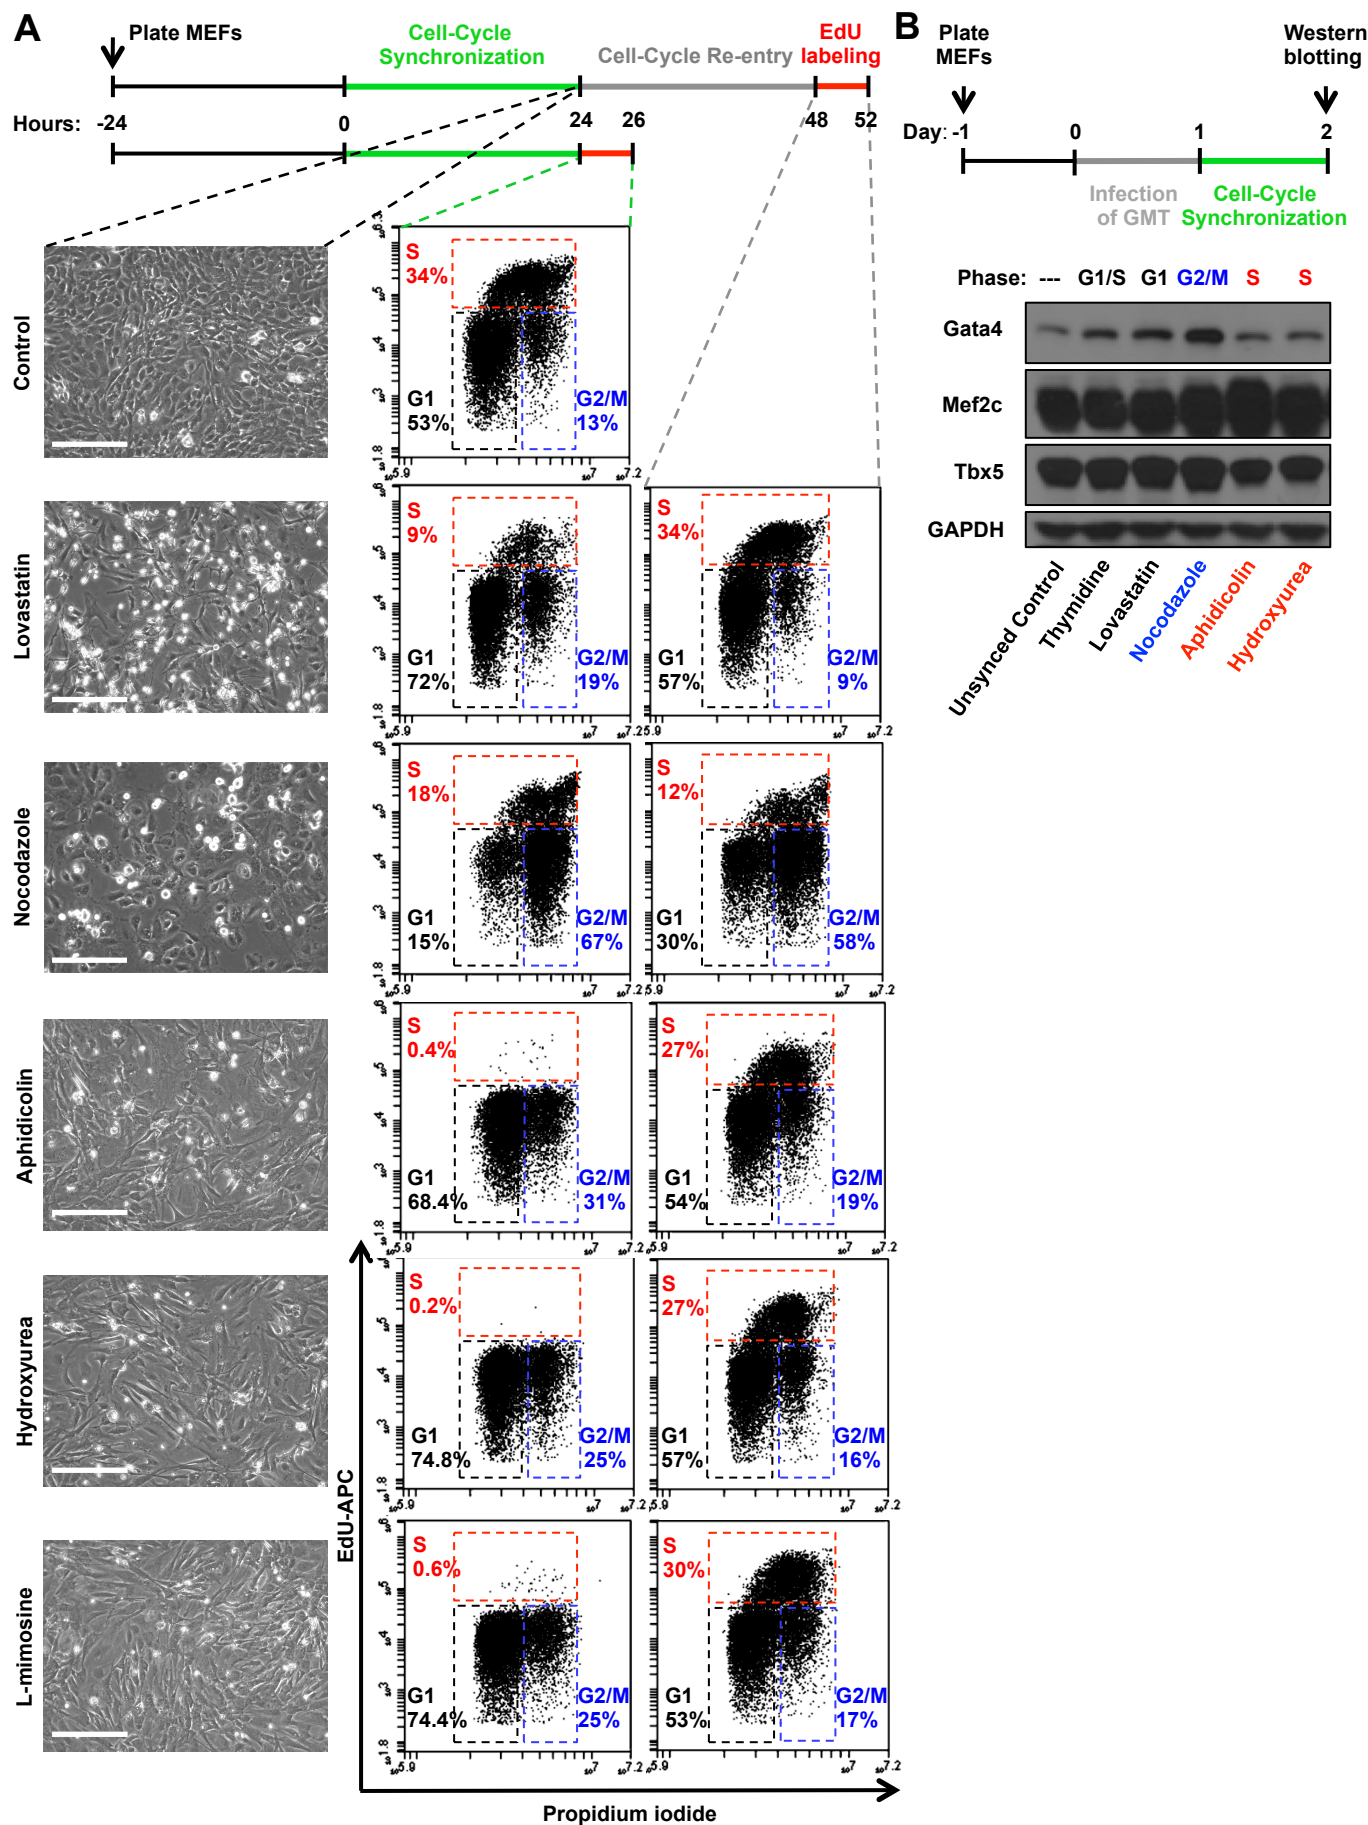 A
Plate MEFs
Cell-Cycle
Synchronization
Cell-Cycle Re-entry
EdU
labeling
Hours: -24 0 24 26 48 52
Control
S
34%
G1
53%
G2/M
13%
Lovastatin
S
9%
G1
72%
G2/M
19%
S
34%
G1
57%
G2/M
9%
Nocodazole
S
18%
G1
15%
G2/M
67%
S
12%
G1
30%
G2/M
58%
Aphidicolin
S
0.4%
G1
68.4%
G2/M
31%
S
27%
G1
54%
G2/M
19%
Hydroxyurea
S
0.2%
G1
74.8%
G2/M
25%
S
27%
G1
57%
G2/M
16%
L-mimosine
S
0.6%
G1
74.4%
G2/M
25%
S
30%
G1
53%
G2/M
17%
EdU-APC
Propidium iodide
B
Plate
MEFs
Western
blotting
Day: -1 0 1 2
Infection
of GMT
Cell-Cycle
Synchronization
Phase: --- G1/S G1 G2/M S S
Gata4
Mef2c
Tbx5
GAPDH
Unsynced Control
Thymidine
Lovastatin
Nocodazole
Aphidicolin
Hydroxyurea